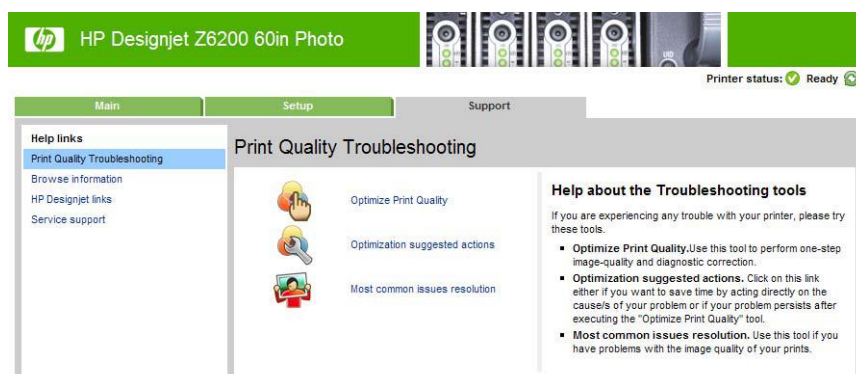 hp HP Designjet Z6200 60in Photo
UID
Printer status: Ready
Main Setup Support
Help links
Print Quality Troubleshooting
Browse information
HP Designjet links
Service support
Print Quality Troubleshooting
Optimize Print Quality
Optimization suggested actions
Most common issues resolution
Help about the Troubleshooting tools
If you are experiencing any trouble with your printer, please try
these tools.
Optimize Print Quality.Use this tool to perform one-step
image-quality and diagnostic correction.
Optimization suggested actions. Click on this link
either if you want to save time by acting directly on the
cause/s of your problem or if your problem persists after
executing the "Optimize Print Quality" tool.
Most common issues resolution. Use this tool if you
have problems with the image quality of your prints.